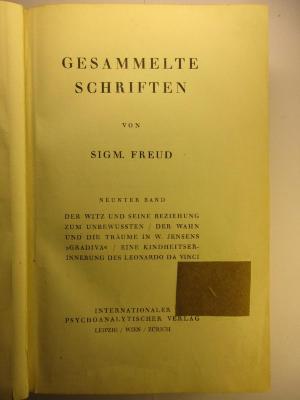 GESAMMELTE
SCHRIFTEN
VON
SIGM. FREUD
NEUNTER BAND
DER WITZ UND SEINE BEZIEHUNG
ZUM UNBEWUSSTEN / DER WAHN
UND DIE TRÄUME IN W. JENSENS
»GRADIVA« / EINE KINDHEITSER-
INNERUNG DES LEONARDO DA VINCI
INTERNATIONALER
PSYCHOANALYTISCHER VERLAG
LEIPZIG / WIEN / ZÜRICH